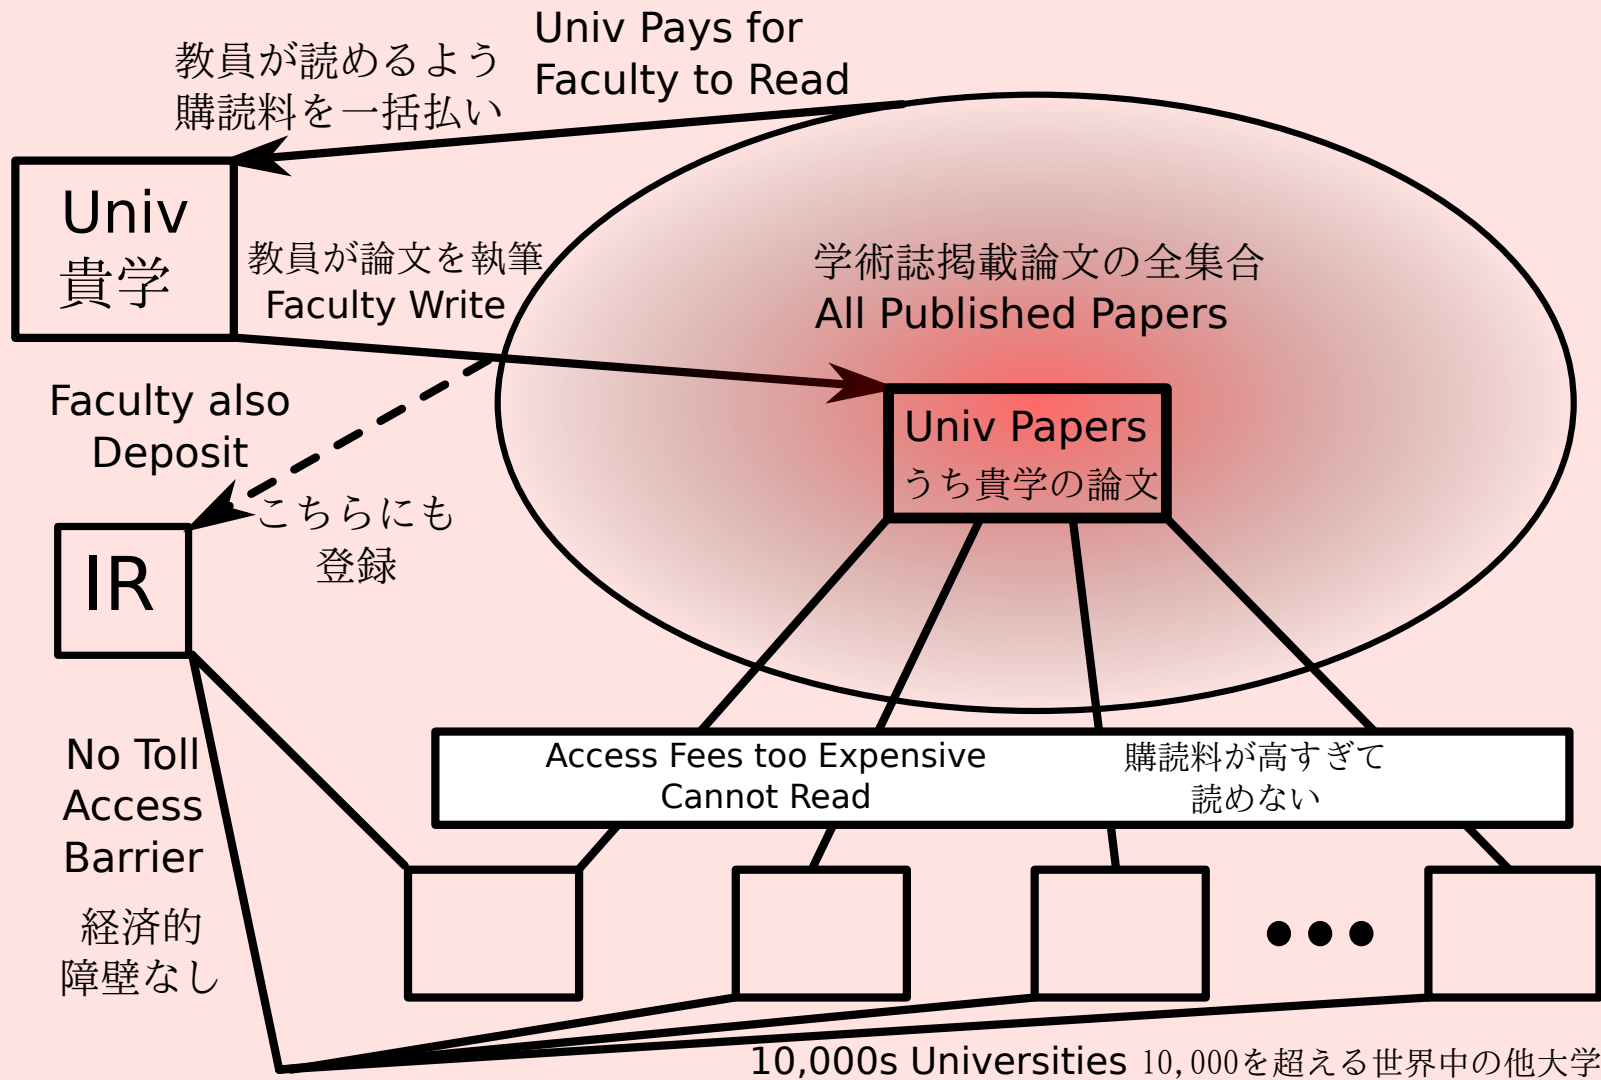 Univ Pays for
Faculty to Read
教員が読めるよう
購読料を一括払い
Univ
貴学
教員が論文を執筆
Faculty Write
学術誌掲載論文の全集合
All Published Papers
Faculty also
Deposit
Univ Papers
うち貴学の論文
こちらにも
登録
IR
No Toll
Access
Barrier
経済的
障壁なし
Access Fees too Expensive
Cannot Read
購読料が高すぎて
読めない
10,000s Universities 10,000を超える世界中の他大学